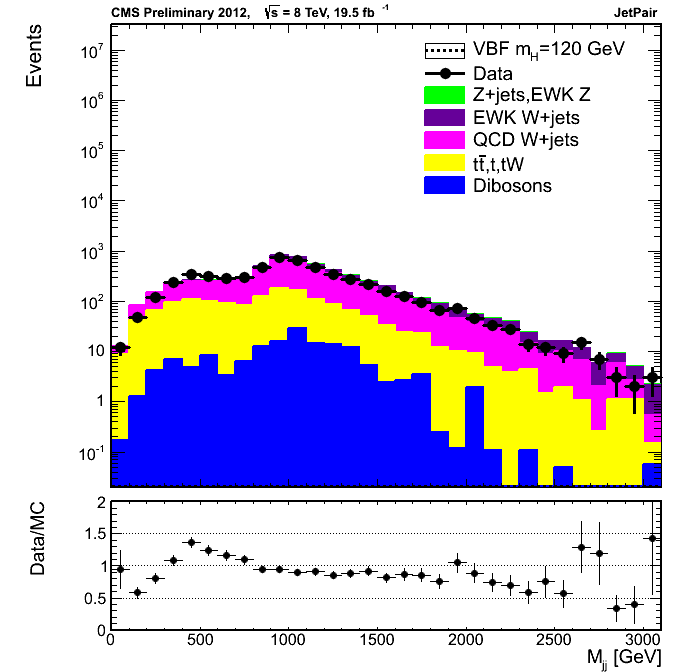 CMS Preliminary 2012, √s = 8 TeV, 19.5 fb⁻¹ JetPair
Events
10⁷
10⁶
10⁵
10⁴
10³
10²
10
1
10⁻¹
VBF m_H=120 GeV
Data
Z+jets,EWK Z
EWK W+jets
QCD W+jets
tt̄,t,tW
Dibosons
Data/MC
2
1.5
1
0.5
0
0 500 1000 1500 2000 2500 3000
M_jj [GeV]